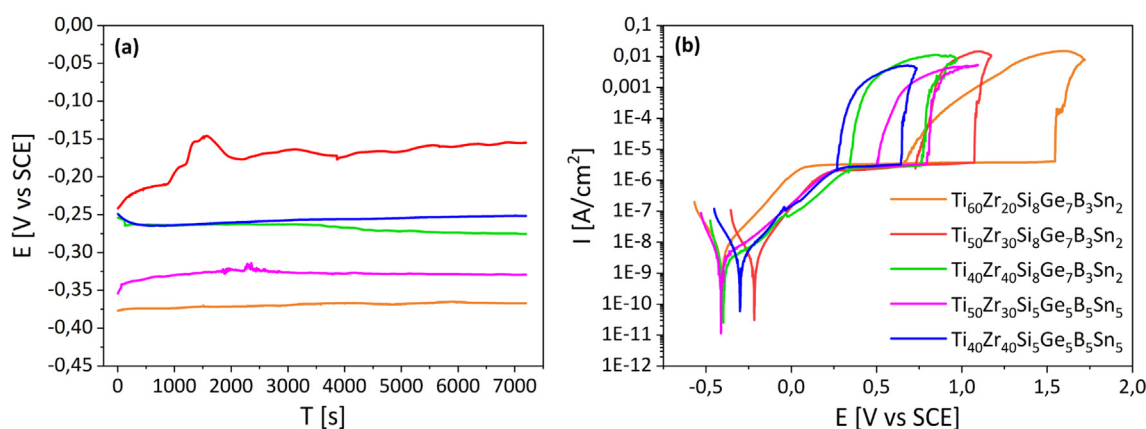 (a)
0,00
-0,05
-0,10
-0,15
-0,20
-0,25
-0,30
-0,35
-0,40
-0,45
E [V vs SCE]
0 1000 2000 3000 4000 5000 6000 7000
T [s]
(b)
0,1
0,01
0,001
1E-4
1E-5
1E-6
1E-7
1E-8
1E-9
1E-10
1E-11
1E-12
I [A/cm²]
-0,5 0,0 0,5 1,0 1,5 2,0
E [V vs SCE]
Ti₆₀Zr₂₀Si₈Ge₇B₃Sn₂
Ti₅₀Zr₃₀Si₈Ge₇B₃Sn₂
Ti₄₀Zr₄₀Si₈Ge₇B₃Sn₂
Ti₅₀Zr₃₀Si₅Ge₅B₅Sn₅
Ti₄₀Zr₄₀Si₅Ge₅B₅Sn₅